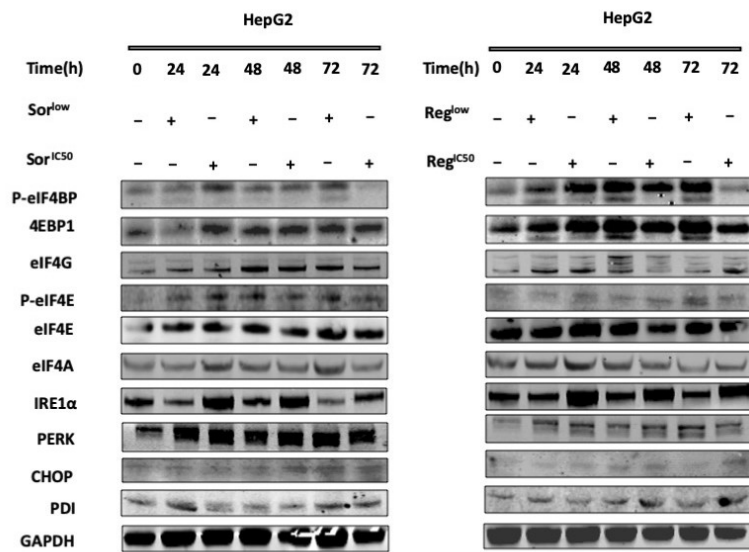 HepG2
Time(h) 0 24 24 48 48 72 72
Sorlow – + – + – + –
SorIC50 – – + – + – +
HepG2
Time(h) 0 24 24 48 48 72 72
Reglow – + – + – + –
RegIC50 – – + – + – +
P-eIF4BP
4EBP1
eIF4G
P-eIF4E
eIF4E
eIF4A
IRE1α
PERK
CHOP
PDI
GAPDH